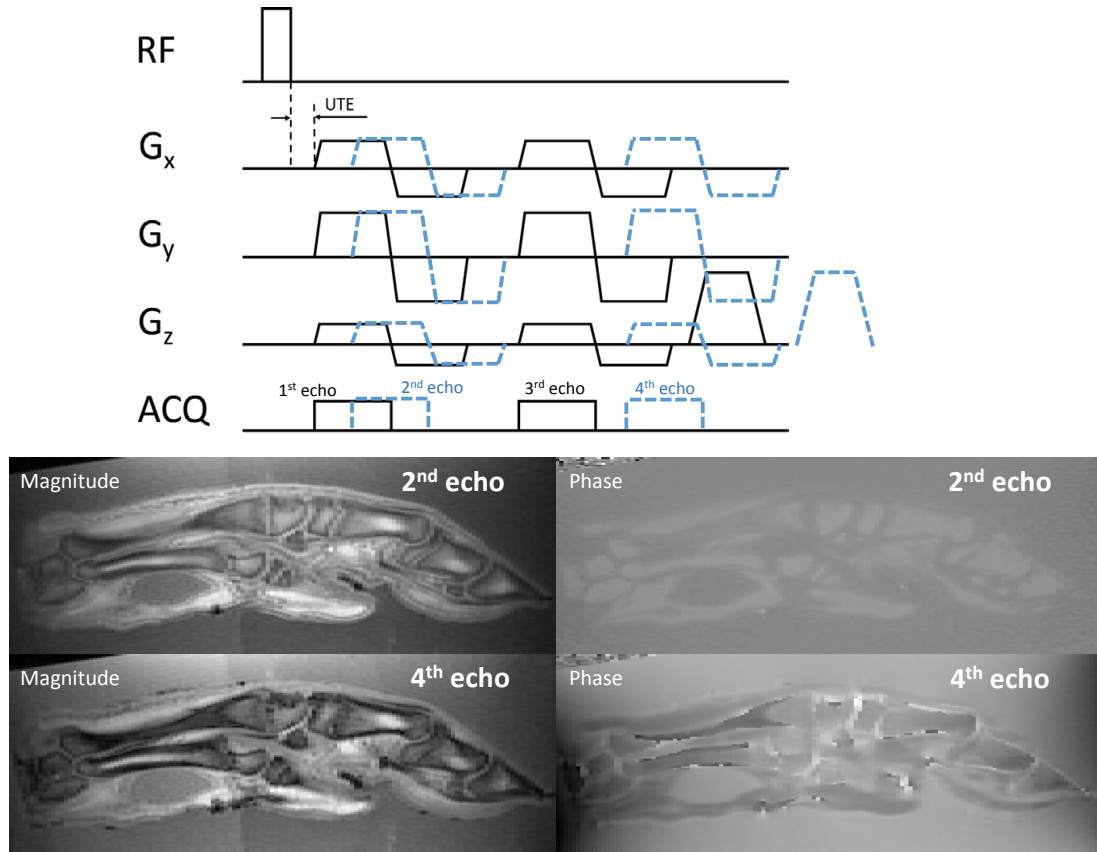 RF
UTE
Gx
Gy
Gz
1st echo
2nd echo
3rd echo
4th echo
ACQ
Magnitude
2nd echo
Phase
2nd echo
Magnitude
4th echo
Phase
4th echo